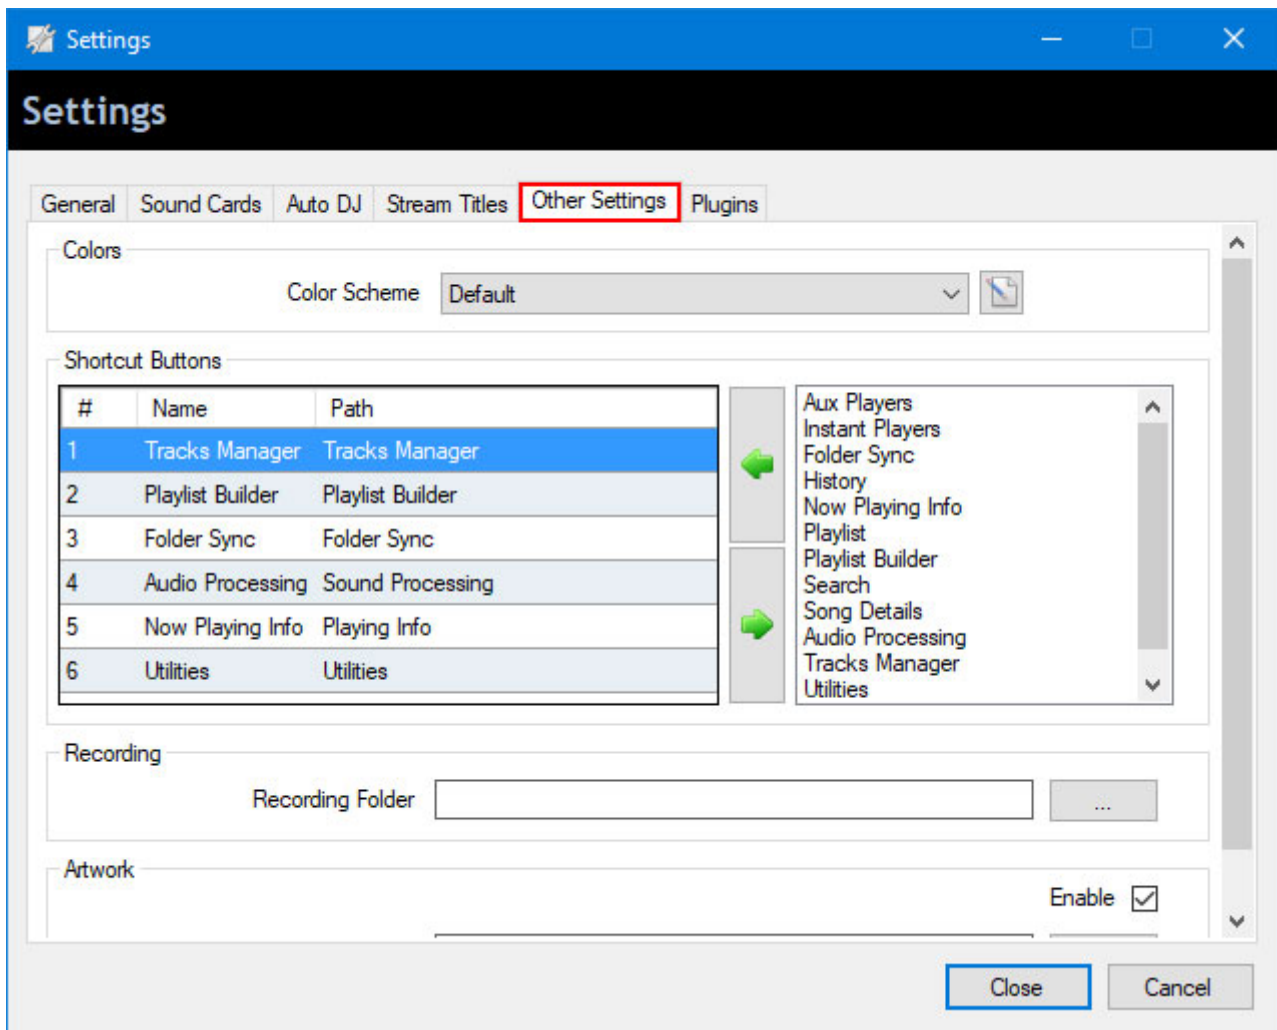 Settings
Settings
General Sound Cards Auto DJ Stream Titles Other Settings Plugins
Colors
Color Scheme Default
Shortcut Buttons
# Name Path
1 Tracks Manager Tracks Manager
2 Playlist Builder Playlist Builder
3 Folder Sync Folder Sync
4 Audio Processing Sound Processing
5 Now Playing Info Playing Info
6 Utilities Utilities
Aux Players
Instant Players
Folder Sync
History
Now Playing Info
Playlist
Playlist Builder
Search
Song Details
Audio Processing
Tracks Manager
Utilities
Recording
Recording Folder ...
Artwork
Enable
Close Cancel